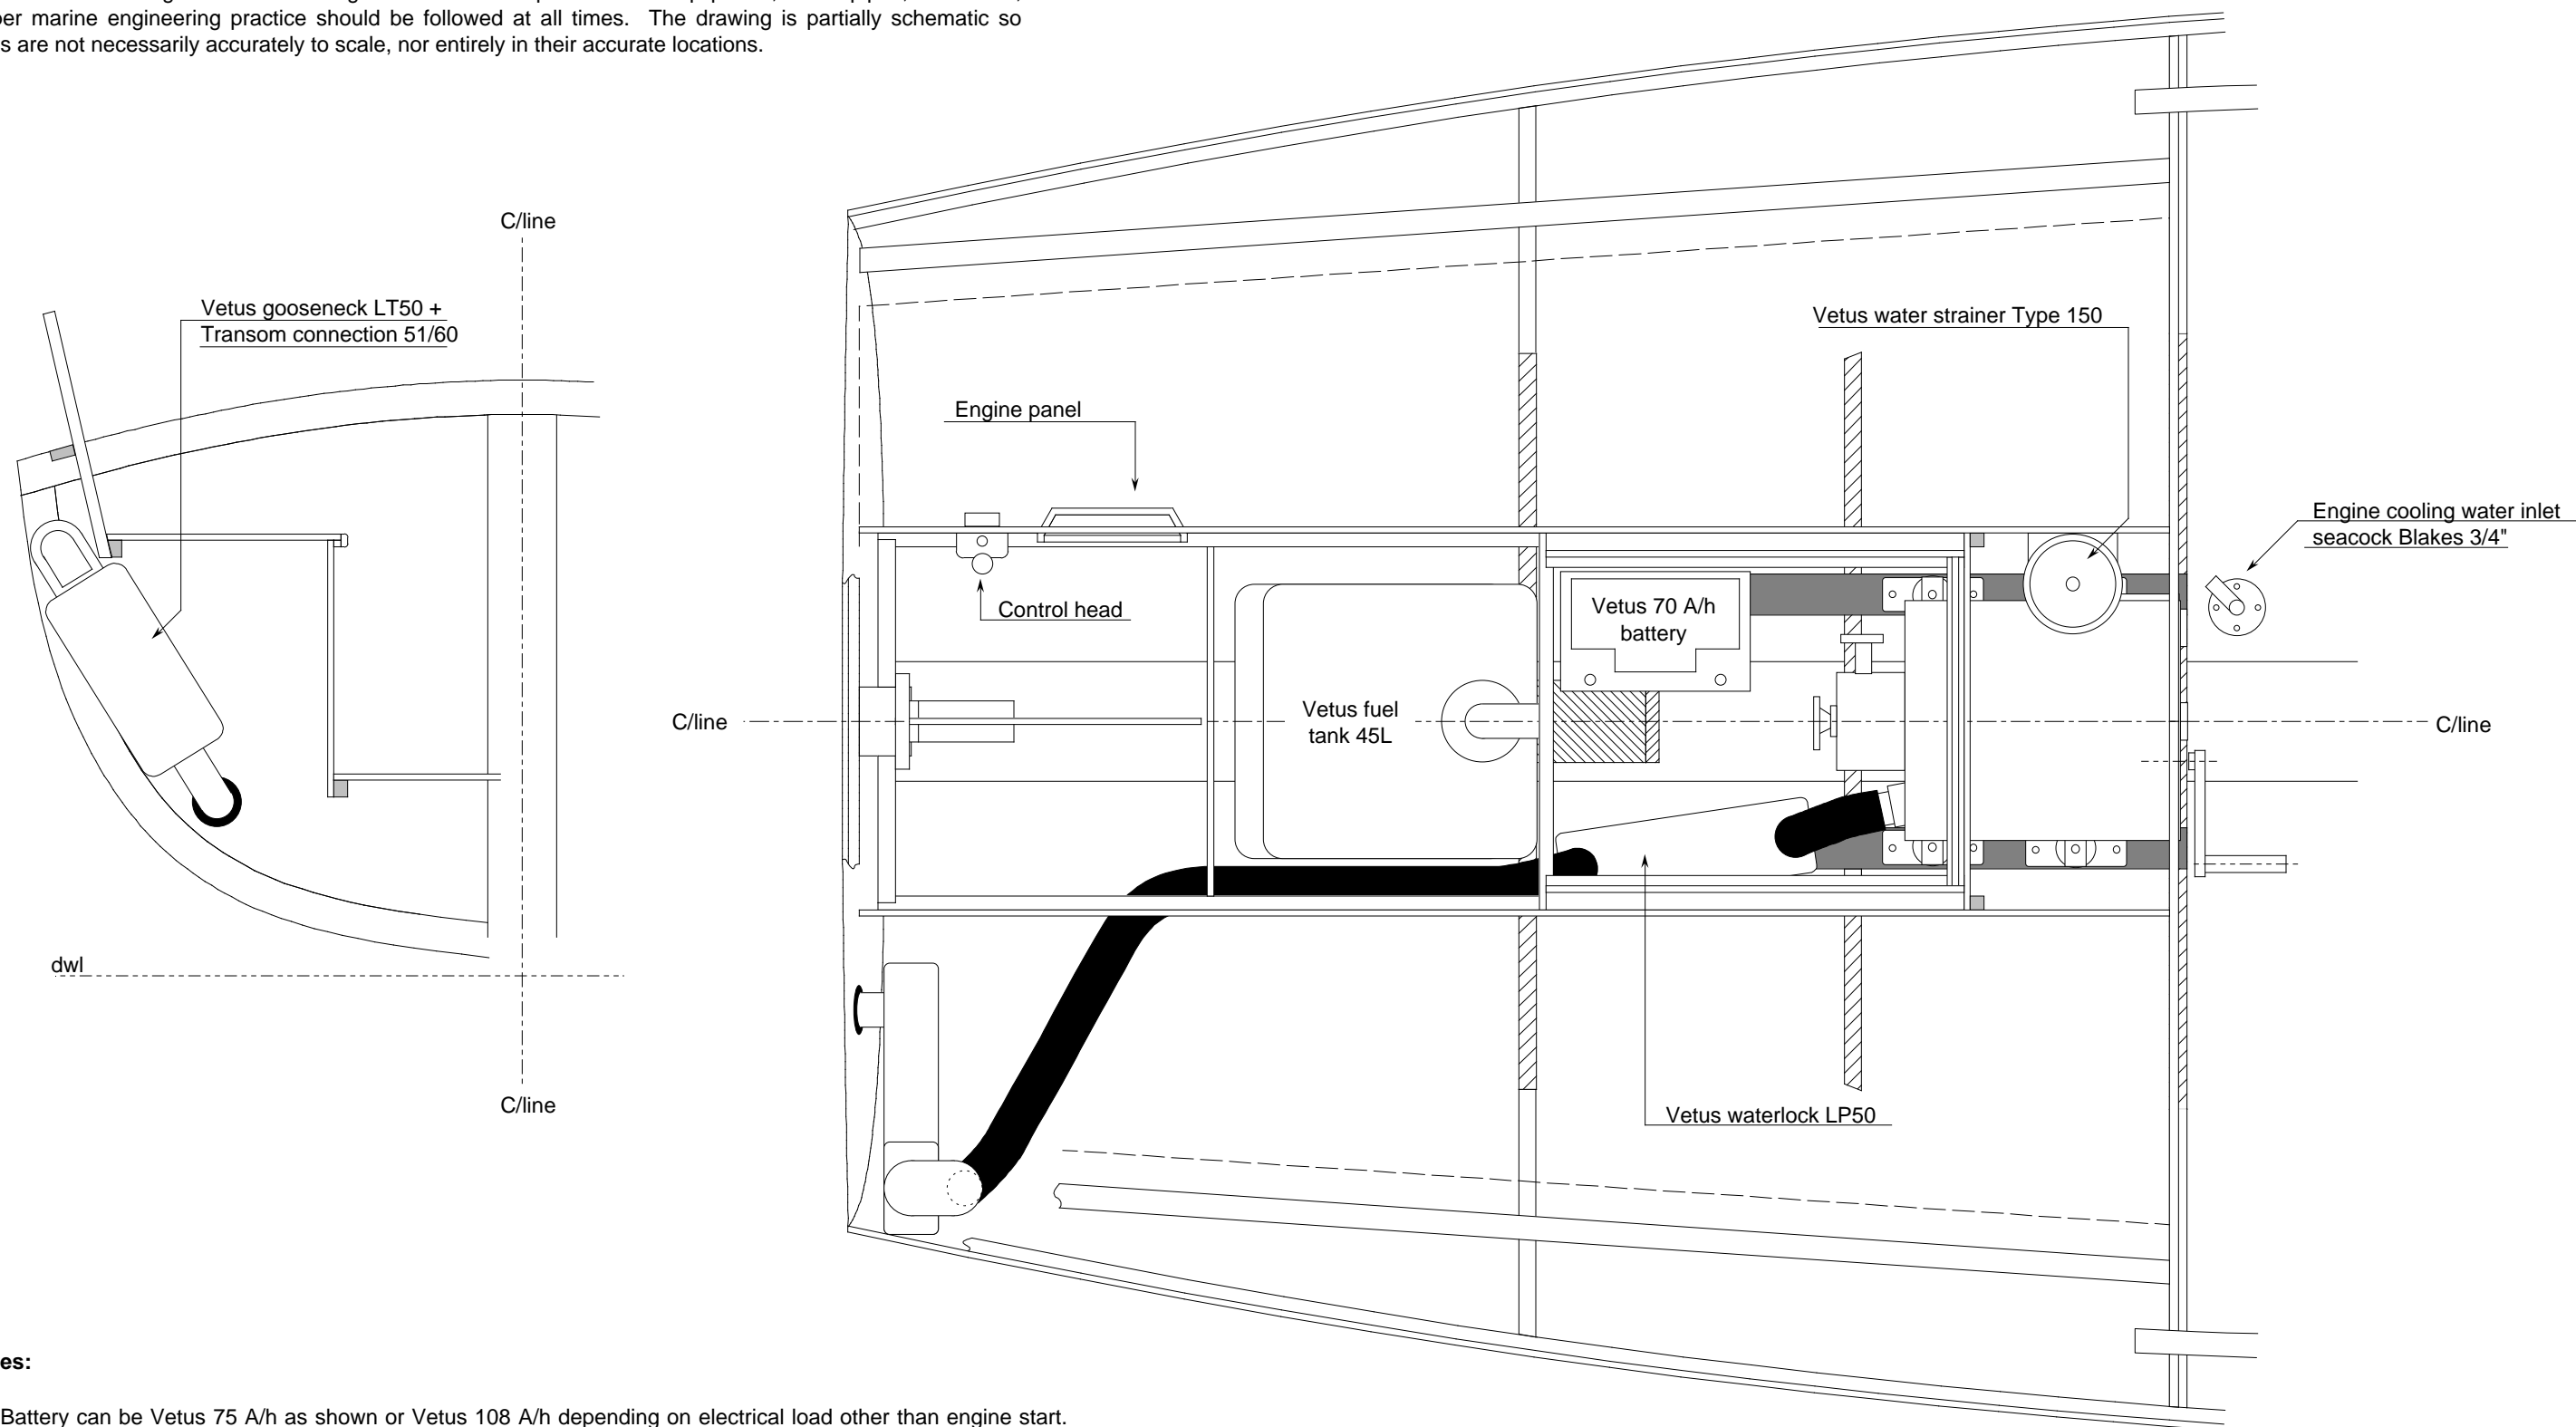 per marine engineering practice should be followed at all times. The drawing is partially schematic so
s are not necessarily accurately to scale, nor entirely in their accurate locations.
C/line
Vetus gooseneck LT50 +
Transom connection 51/60
dwl
C/line
Vetus water strainer Type 150
Engine panel
Engine cooling water inlet
seacock Blakes 3/4"
Control head
Vetus 70 A/h
battery
C/line
Vetus fuel
tank 45L
C/line
Vetus waterlock LP50
es:
Battery can be Vetus 75 A/h as shown or Vetus 108 A/h depending on electrical load other than engine start.